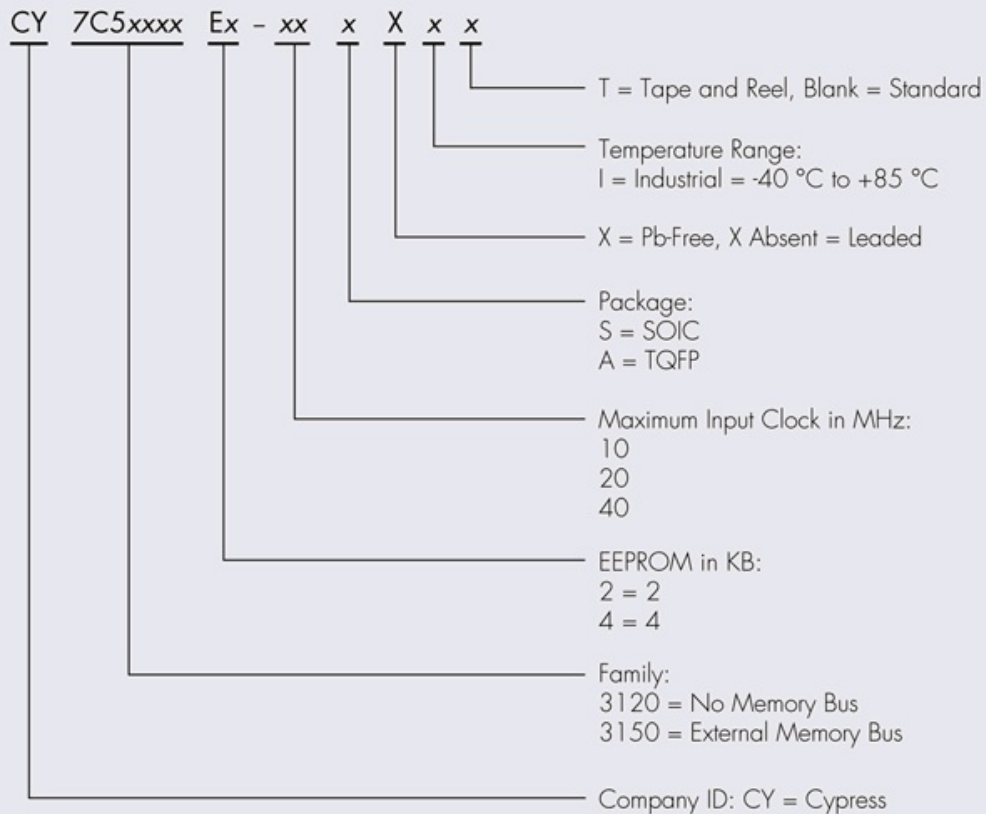 CY 7C5xxxx Ex - xx x X x x
T = Tape and Reel, Blank = Standard
Temperature Range:
I = Industrial = -40 °C to +85 °C
X = Pb-Free, X Absent = Leaded
Package:
S = SOIC
A = TQFP
Maximum Input Clock in MHz:
10
20
40
EEPROM in KB:
2 = 2
4 = 4
Family:
3120 = No Memory Bus
3150 = External Memory Bus
Company ID: CY = Cypress